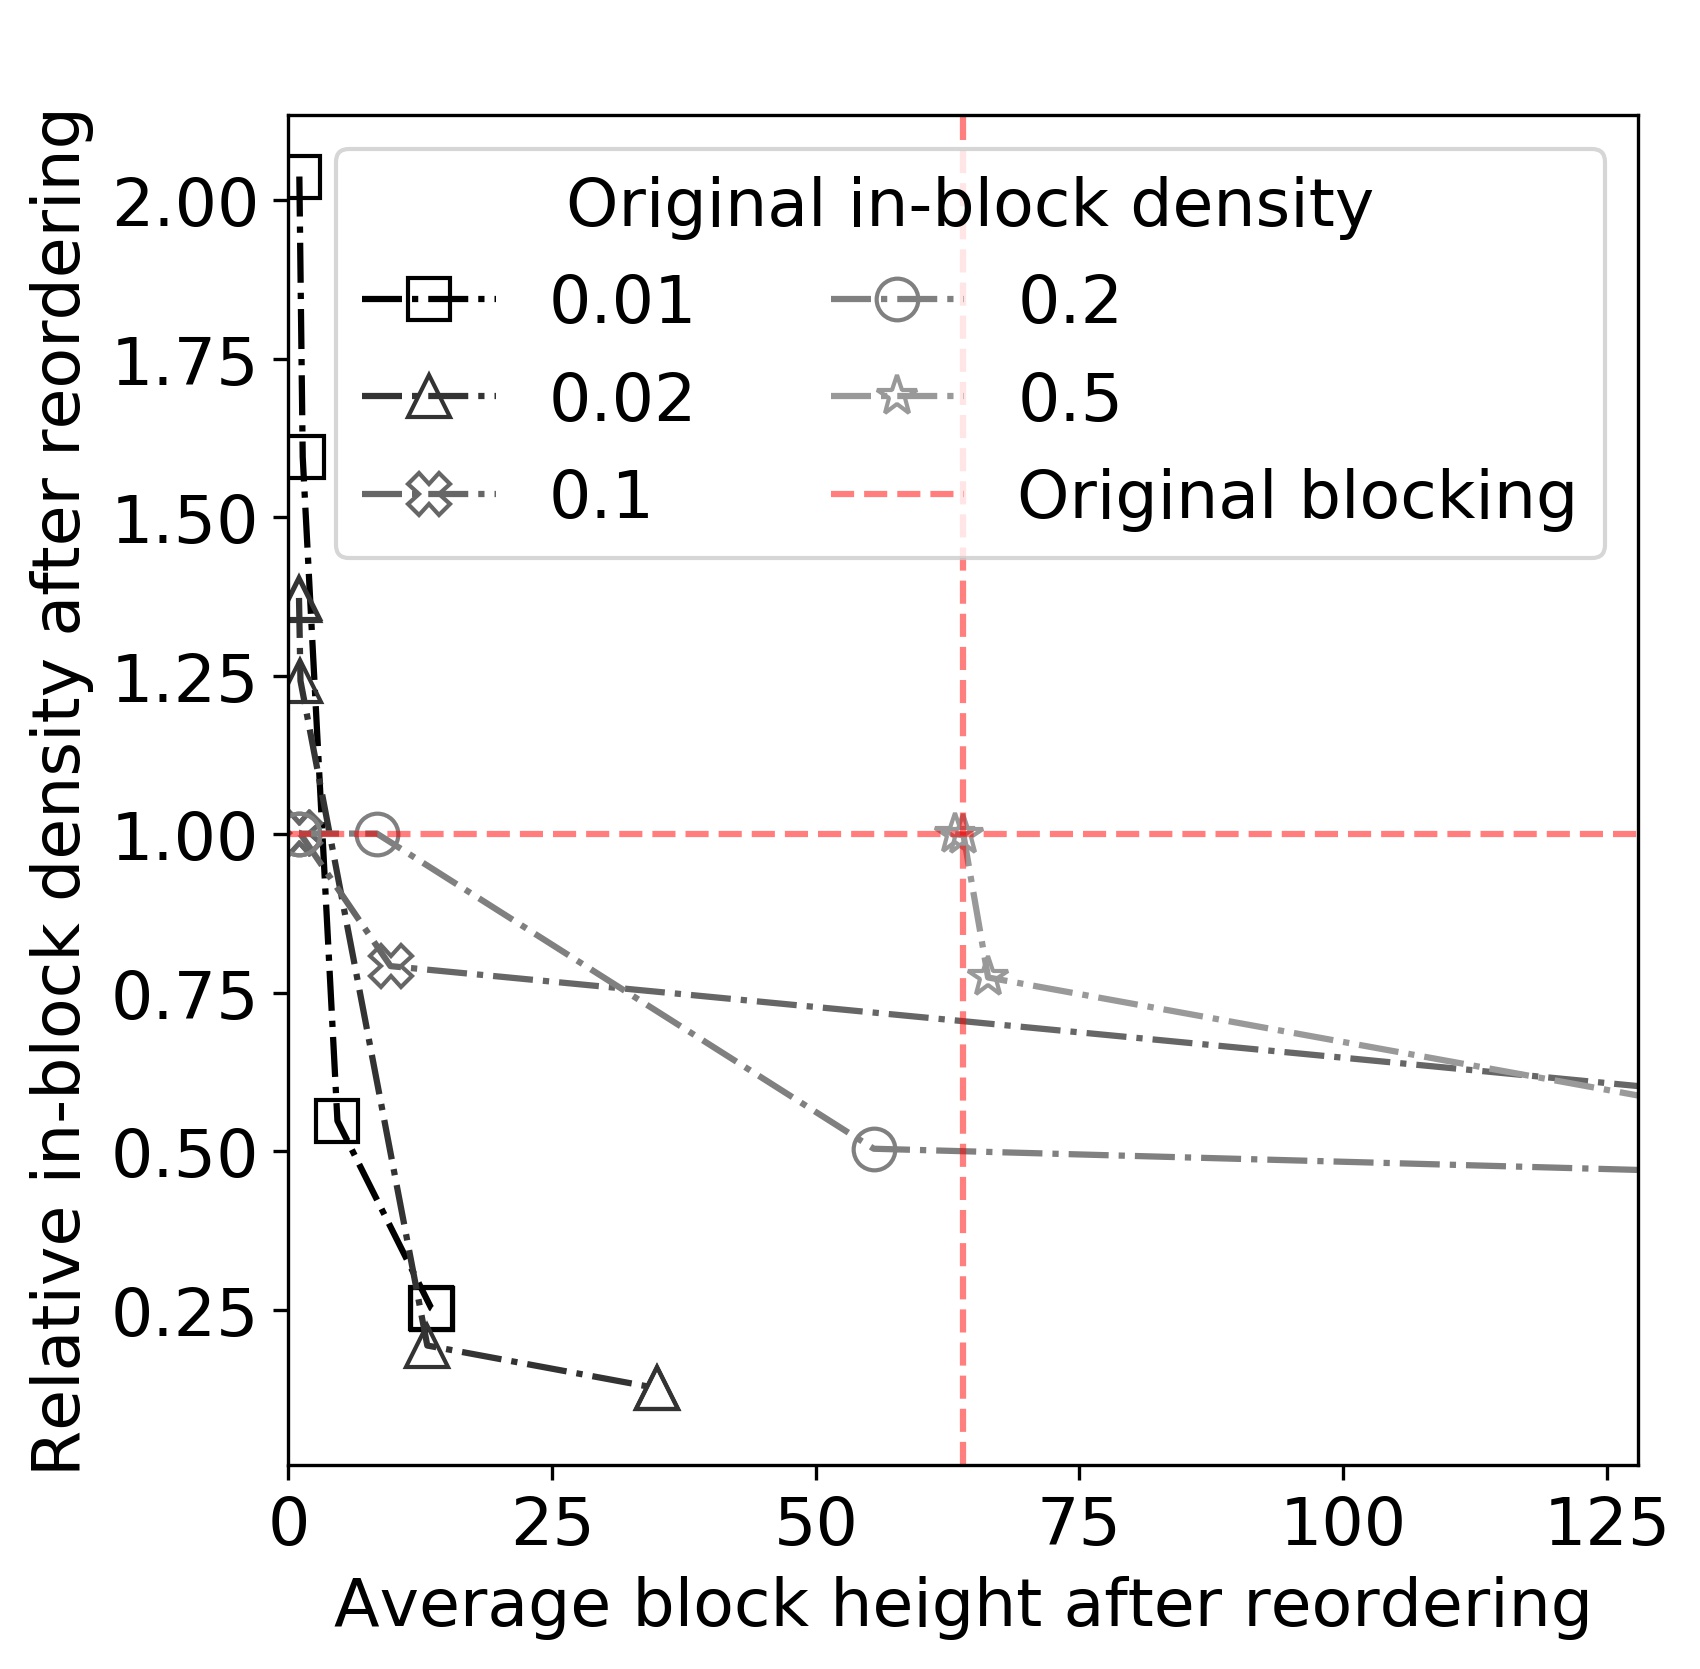 Relative in-block density after reordering
2.00
1.75
1.50
1.25
1.00
0.75
0.50
0.25
Original in-block density
0.01
0.02
0.1
0.2
0.5
Original blocking
0 25 50 75 100 125
Average block height after reordering